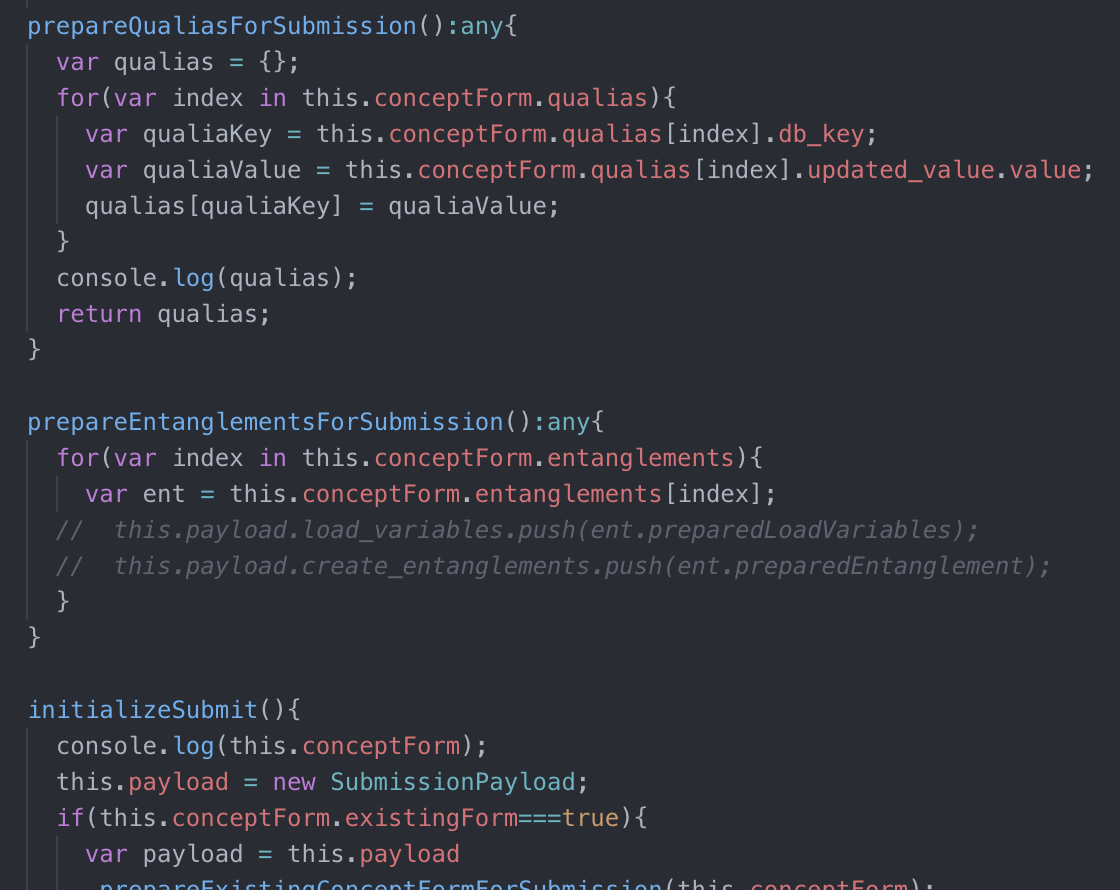 prepareQualiasForSubmission():any{
var qualias = {};
for(var index in this.conceptForm.qualias){
var qualiaKey = this.conceptForm.qualias[index].db_key;
var qualiaValue = this.conceptForm.qualias[index].updated_value.value;
qualias[qualiaKey] = qualiaValue;
}
console.log(qualias);
return qualias;
}
prepareEntanglementsForSubmission():any{
for(var index in this.conceptForm.entanglements){
var ent = this.conceptForm.entanglements[index];
//  this.payload.load_variables.push(ent.preparedLoadVariables);
//  this.payload.create_entanglements.push(ent.preparedEntanglement);
}
}
initializeSubmit(){
console.log(this.conceptForm);
this.payload = new SubmissionPayload;
if(this.conceptForm.existingForm===true){
var payload = this.payload
.prepareExistingConceptFormForSubmission(this.conceptForm);